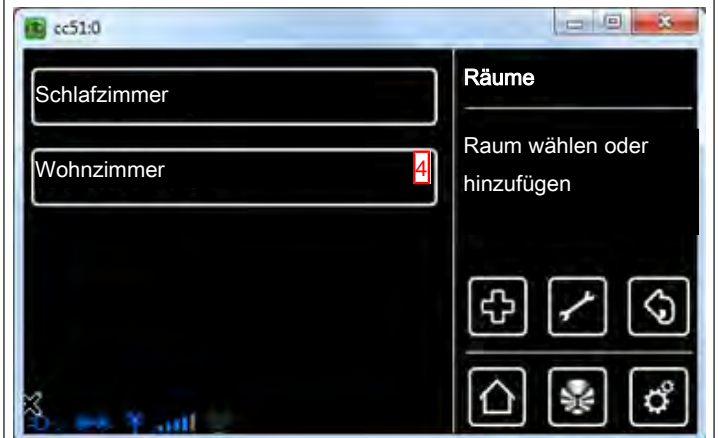 cc51:0
Räume
Schlafzimmer
Raum wählen oder
hinzufügen
Wohnzimmer 4